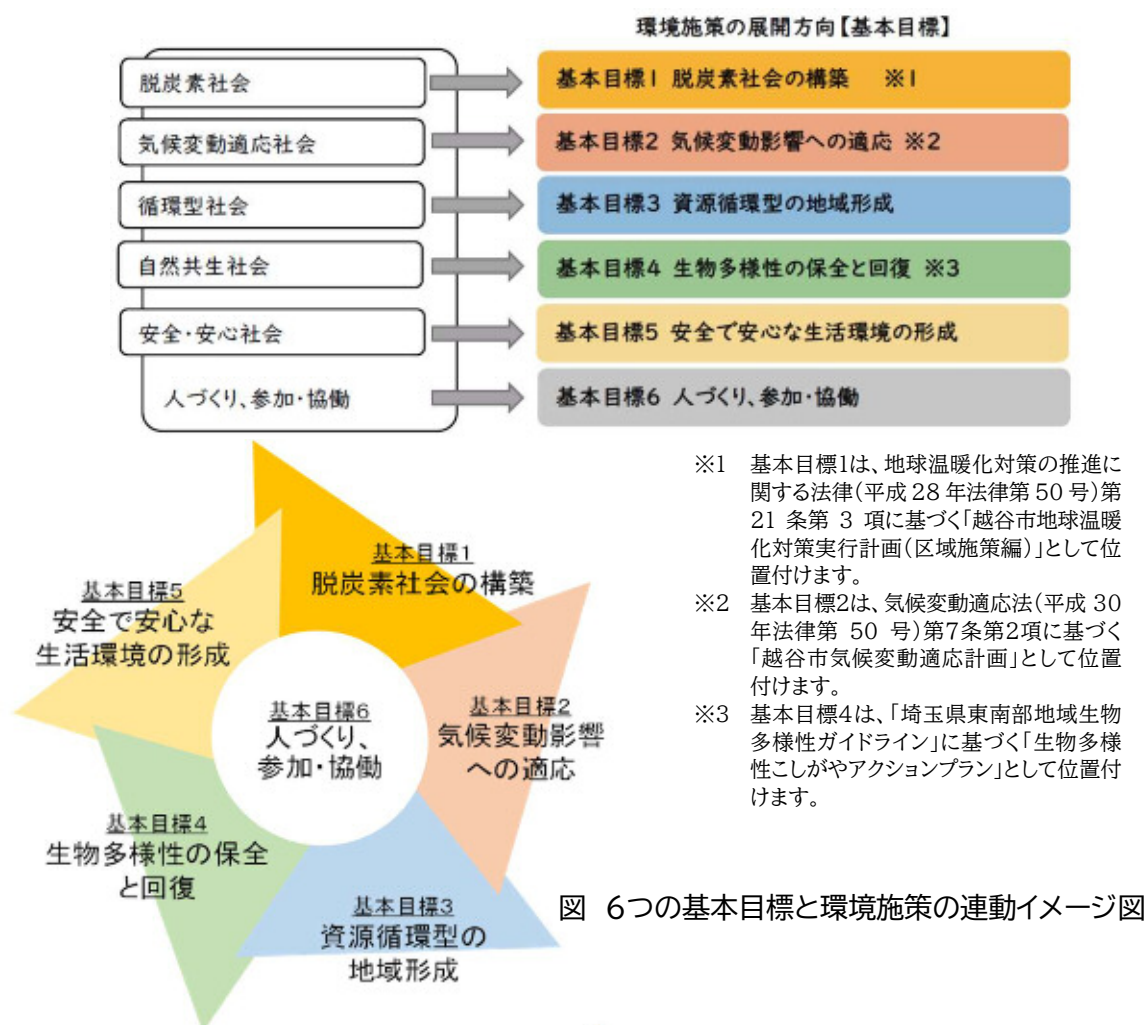 環境施策の展開方向【基本目標】
脱炭素社会
基本目標1 脱炭素社会の構築 ※1
気候変動適応社会
基本目標2 気候変動影響への適応 ※2
循環型社会
基本目標3 資源循環型の地域形成
自然共生社会
基本目標4 生物多様性の保全と回復 ※3
安全・安心社会
基本目標5 安全で安心な生活環境の形成
人づくり、参加・協働
基本目標6 人づくり、参加・協働
基本目標1
脱炭素社会の構築
基本目標2
気候変動影響
への適応
基本目標3
資源循環型の
地域形成
基本目標4
生物多様性の保全
と回復
基本目標5
安全で安心な
生活環境の形成
基本目標6
人づくり、
参加・協働
※1 基本目標1は、地球温暖化対策の推進に
関する法律(平成 28 年法律第 50 号)第
21 条第 3 項に基づく「越谷市地球温暖
化対策実行計画(区域施策編)」として位
置付けます。
※2 基本目標2は、気候変動適応法(平成 30
年法律第 50 号)第7条第2項に基づく
「越谷市気候変動適応計画」として位置
付けます。
※3 基本目標4は、「埼玉県東南部地域生物
多様性ガイドライン」に基づく「生物多様
性こしがやアクションプラン」として位置付
けます。
図 6つの基本目標と環境施策の連動イメージ図